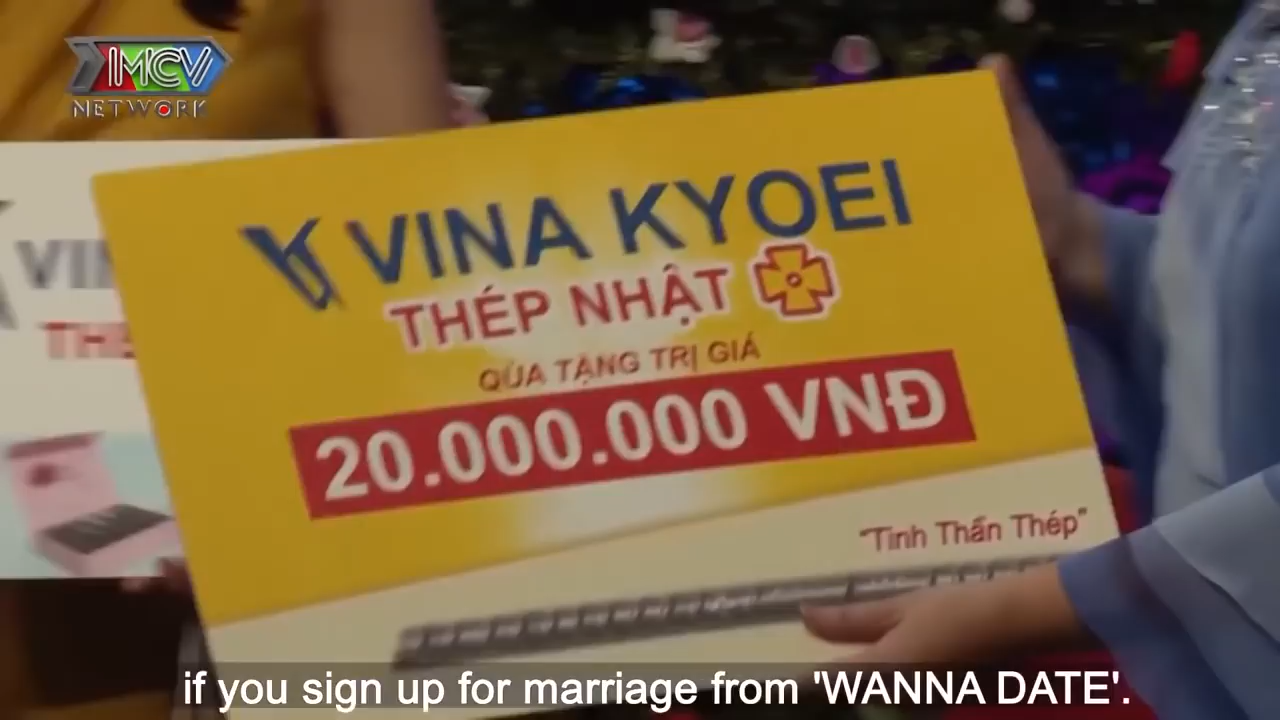 MCV
NETWORK
VINA KYOEI
THÉP NHẬT
QÙA TẶNG TRỊ GIÁ
20.000.000 VNĐ
"Tinh Thần Thép"
if you sign up for marriage from 'WANNA DATE'.